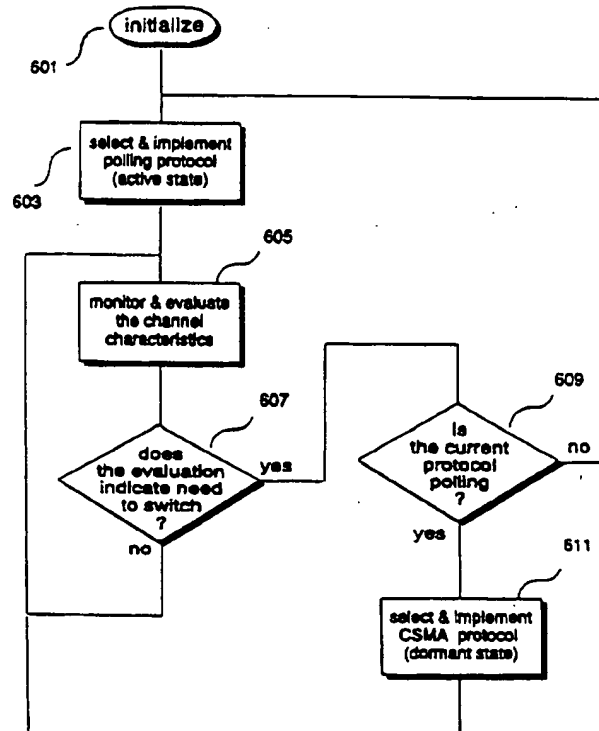 initialize
601
select & implement
polling protocol
(active state)
603
605
monitor & evaluate
the channel
characteristics
607
does
the evaluation
indicate need
to switch
?
yes
no
609
Is
the current
protocol
polling
?
no
yes
611
select & implement
CSMA protocol
(dormant state)